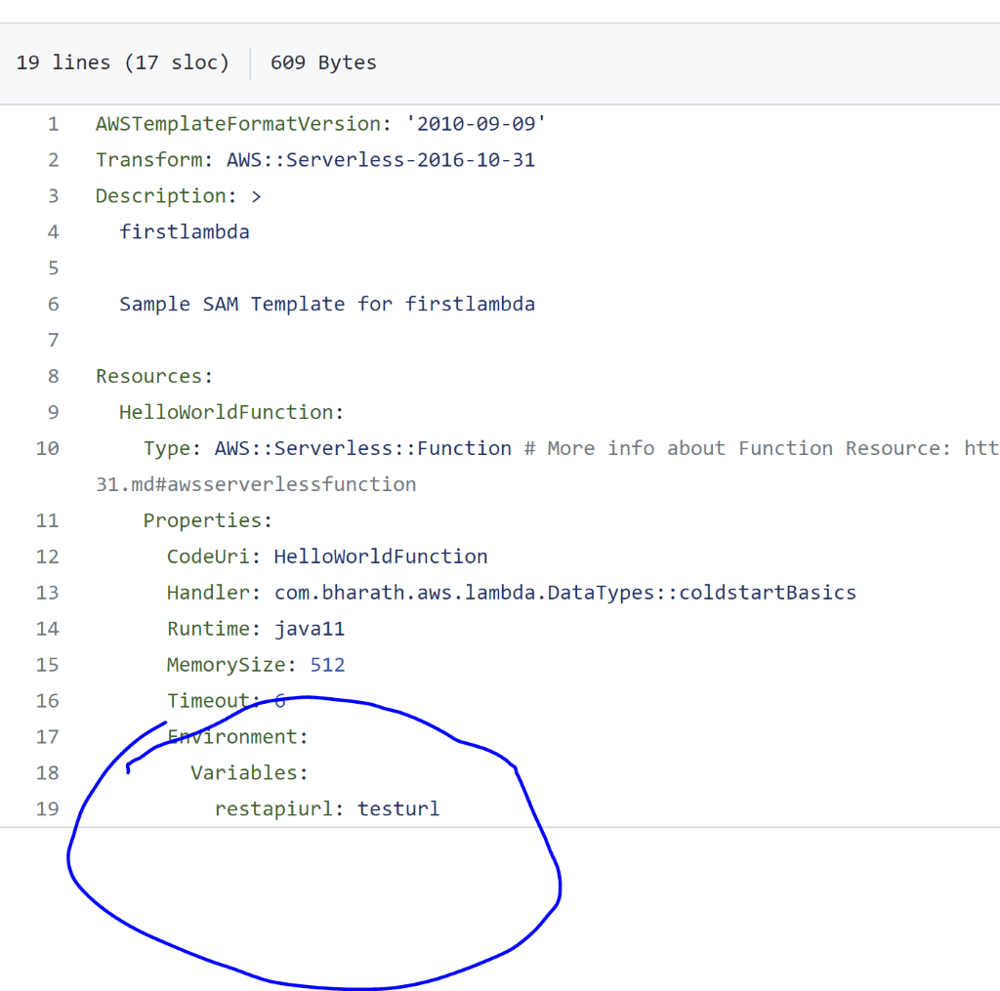 19 lines (17 sloc) 609 Bytes
1 AWSTemplateFormatVersion: '2010-09-09'
2 Transform: AWS::Serverless-2016-10-31
3 Description: >
4 firstlambda
5
6 Sample SAM Template for firstlambda
7
8 Resources:
9 HelloWorldFunction:
10 Type: AWS::Serverless::Function # More info about Function Resource: htt
31.md#awsserverlessfunction
11 Properties:
12 CodeUri: HelloWorldFunction
13 Handler: com.bharath.aws.lambda.DataTypes::coldstartBasics
14 Runtime: java11
15 MemorySize: 512
16 Timeout: 6
17 Environment:
18 Variables:
19 restapiurl: testurl